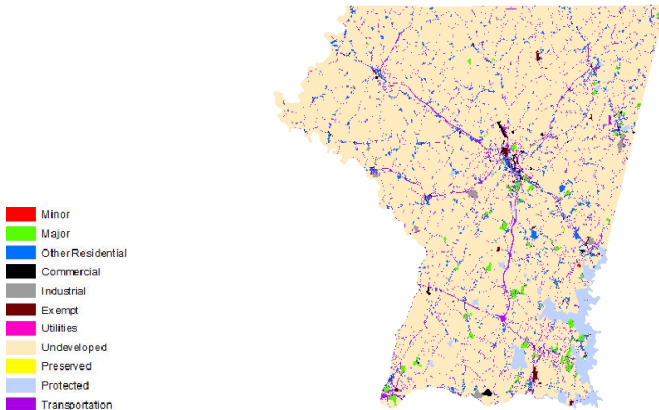 Minor
Major
Other Residential
Commercial
Industrial
Exempt
Utilities
Undeveloped
Preserved
Protected
Transportation